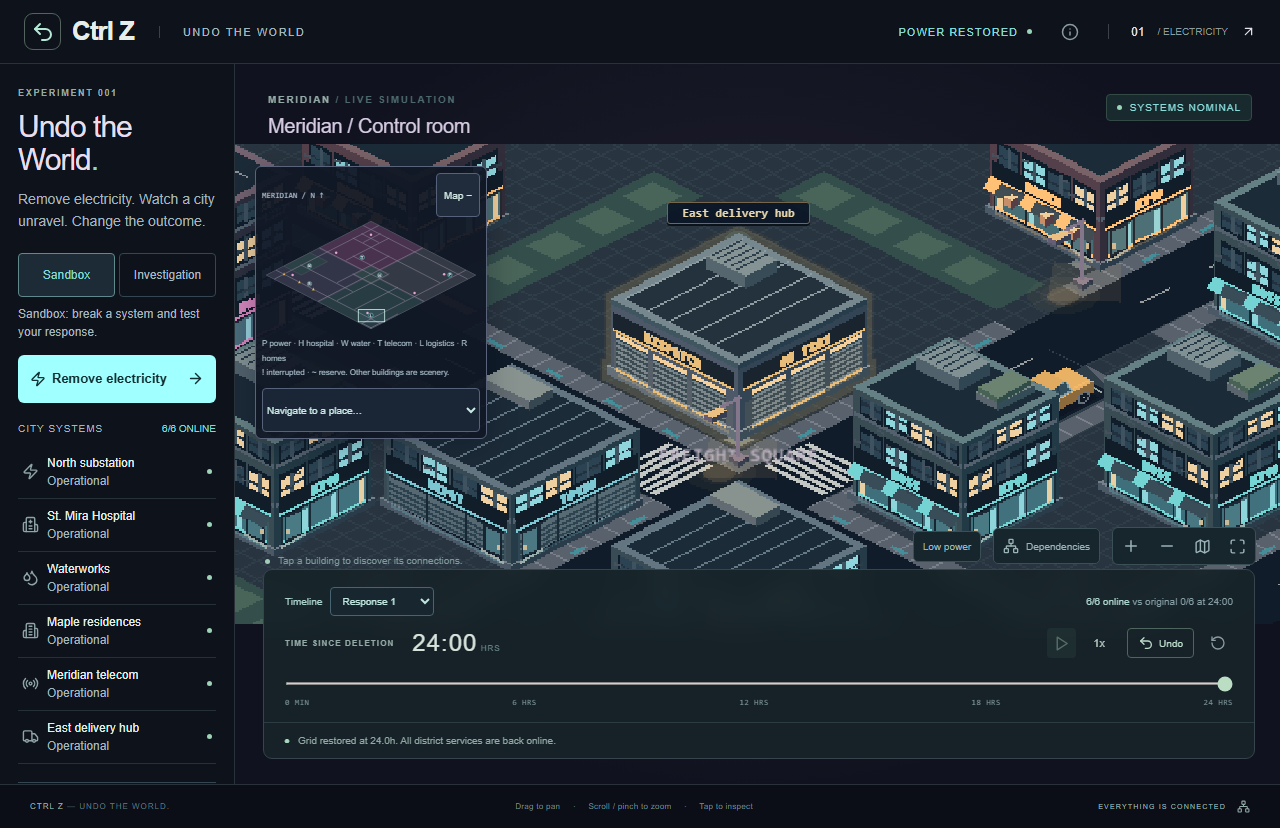 Ctrl Z
UNDO THE WORLD
POWER RESTORED
01 / ELECTRICITY
EXPERIMENT 001
Undo the
World.
Remove electricity. Watch a city
unravel. Change the outcome.
Sandbox
Investigation
Sandbox: break a system and test
your response.
Remove electricity
CITY SYSTEMS
6/6 ONLINE
North substation
Operational
St. Mira Hospital
Operational
Waterworks
Operational
Maple residences
Operational
Meridian telecom
Operational
East delivery hub
Operational
MERIDIAN / LIVE SIMULATION
Meridian / Control room
SYSTEMS NOMINAL
MERIDIAN / N ↑
Map −
P power · H hospital · W water · T telecom · L logistics · R
homes
! interrupted · ~ reserve. Other buildings are scenery.
Navigate to a place...
East delivery hub
FREIGHT SQUARE
Low power
Dependencies
Tap a building to discover its connections.
Timeline
Response 1
6/6 online vs original 0/6 at 24:00
TIME SINCE DELETION
24:00 HRS
1x
Undo
0 MIN
6 HRS
12 HRS
18 HRS
24 HRS
Grid restored at 24.0h. All district services are back online.
CTRL Z — UNDO THE WORLD.
Drag to pan · Scroll / pinch to zoom · Tap to inspect
EVERYTHING IS CONNECTED